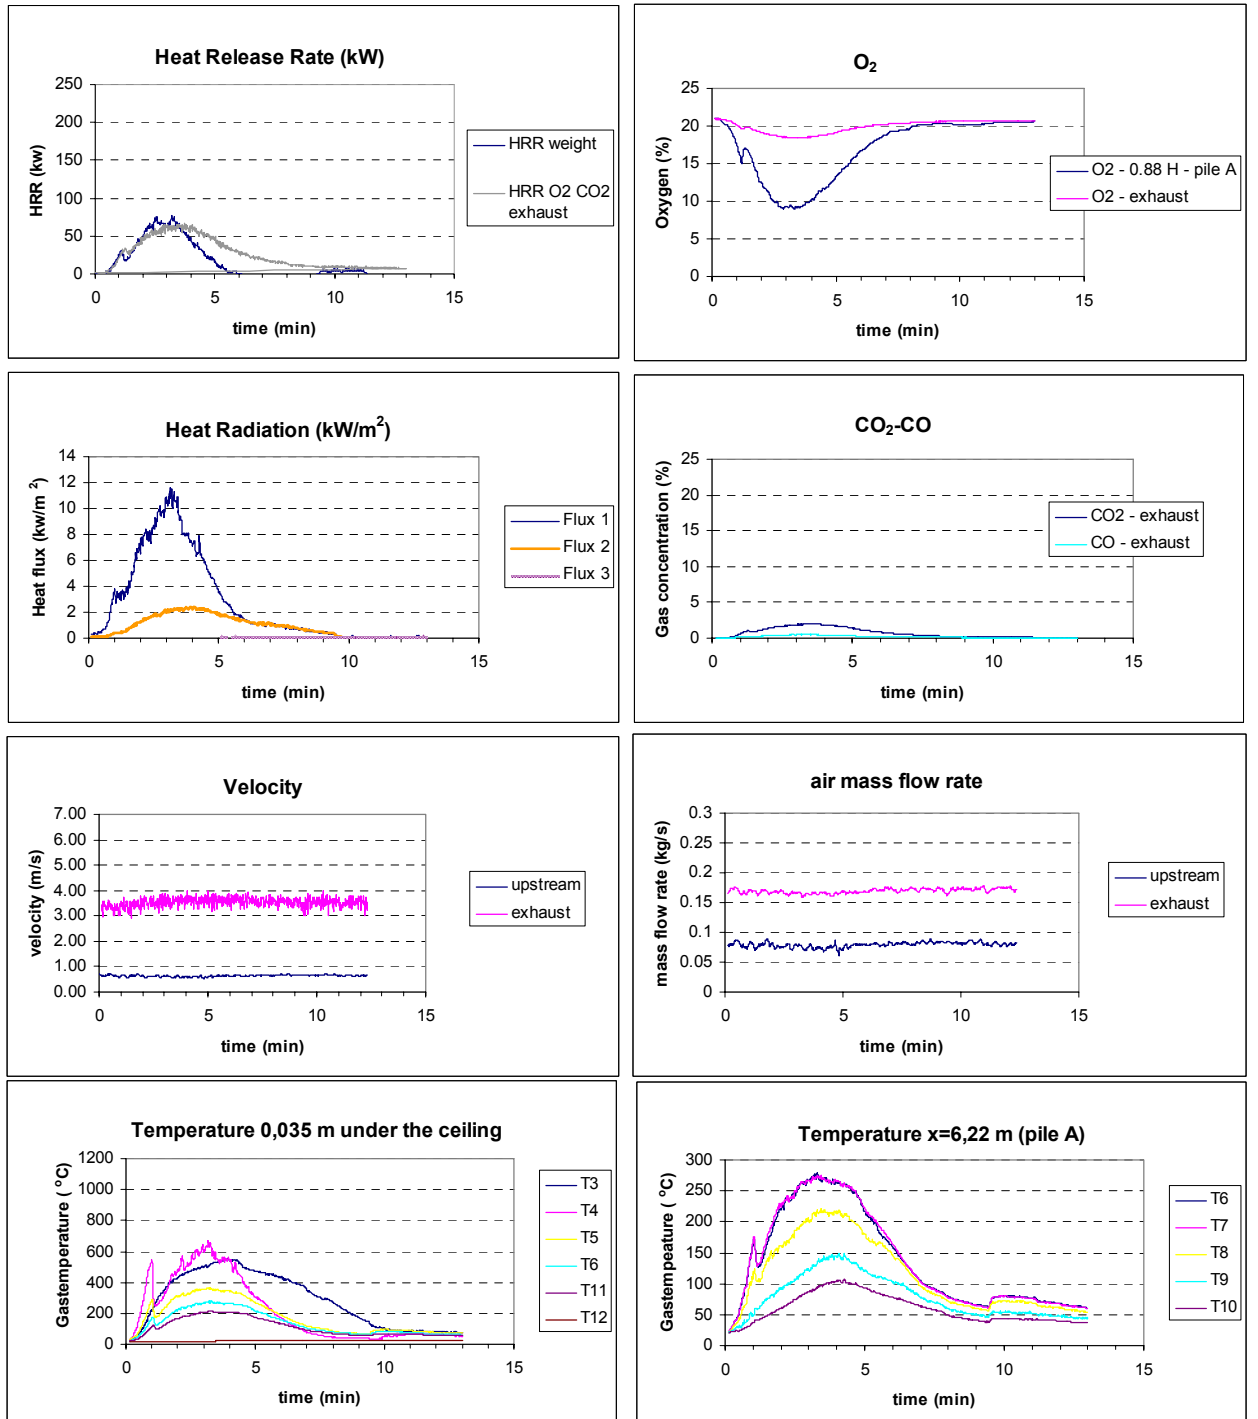 Heat Release Rate (kW)
250
200
150
100
50
0
HRR (kw)
0 5 10 15
time (min)
HRR weight
HRR O2 CO2
exhaust
O2
25
20
15
10
5
0
Oxygen (%)
0 5 10 15
time (min)
O2 - 0.88 H - pile A
O2 - exhaust
Heat Radiation (kW/m²)
14
12
10
8
6
4
2
0
Heat flux (kw/m ²)
0 5 10 15
time (min)
Flux 1
Flux 2
Flux 3
CO₂-CO
25
20
15
10
5
0
Gas concentration (%)
0 5 10 15
time (min)
CO2 - exhaust
CO - exhaust
Velocity
7.00
6.00
5.00
4.00
3.00
2.00
1.00
0.00
velocity (m/s)
0 5 10 15
time (min)
upstream
exhaust
air mass flow rate
0.3
0.25
0.2
0.15
0.1
0.05
0
mass flow rate (kg/s)
0 5 10 15
time (min)
upstream
exhaust
Temperature 0,035 m under the ceiling
1200
1000
800
600
400
200
0
Gastemperature ( °C)
0 5 10 15
time (min)
T3
T4
T5
T6
T11
T12
Temperature x=6,22 m (pile A)
300
250
200
150
100
50
0
Gastempeature ( °C)
0 5 10 15
time (min)
T6
T7
T8
T9
T10